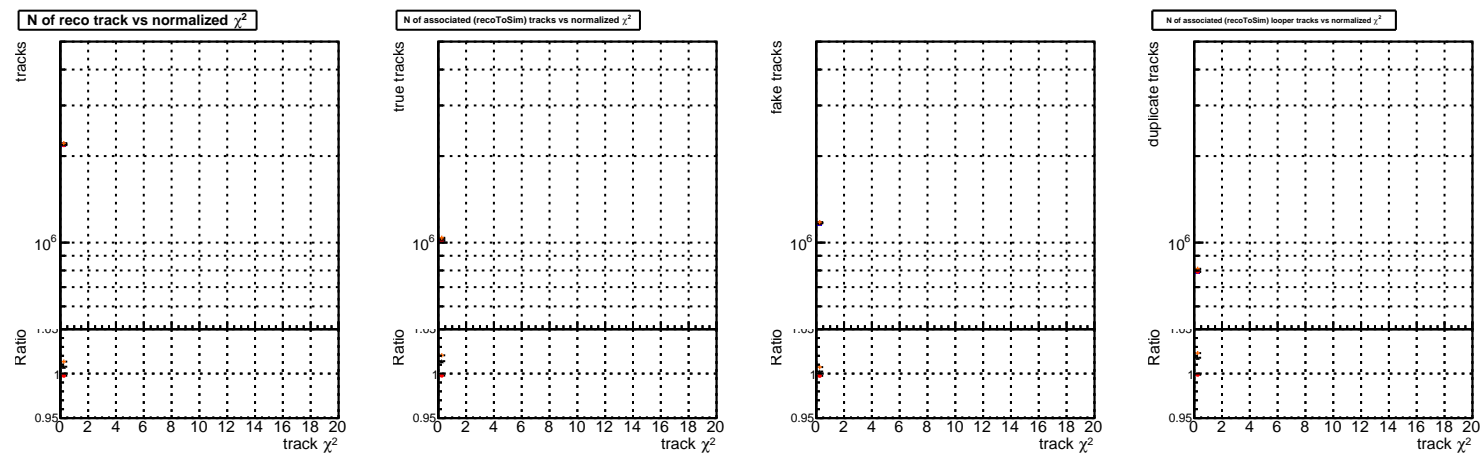 N of reco track vs normalized χ²
tracks
10⁶
Ratio
1
0.95
0 2 4 6 8 10 12 14 16 18 20
track χ²
N of associated (recoToSim) tracks vs normalized χ²
true tracks
10⁶
Ratio
1
0.95
0 2 4 6 8 10 12 14 16 18 20
track χ²
fake tracks
10⁶
Ratio
1
0.95
0 2 4 6 8 10 12 14 16 18 20
track χ²
N of associated (recoToSim) looper tracks vs normalized χ²
duplicate tracks
10⁶
Ratio
1
0.95
0 2 4 6 8 10 12 14 16 18 20
track χ²